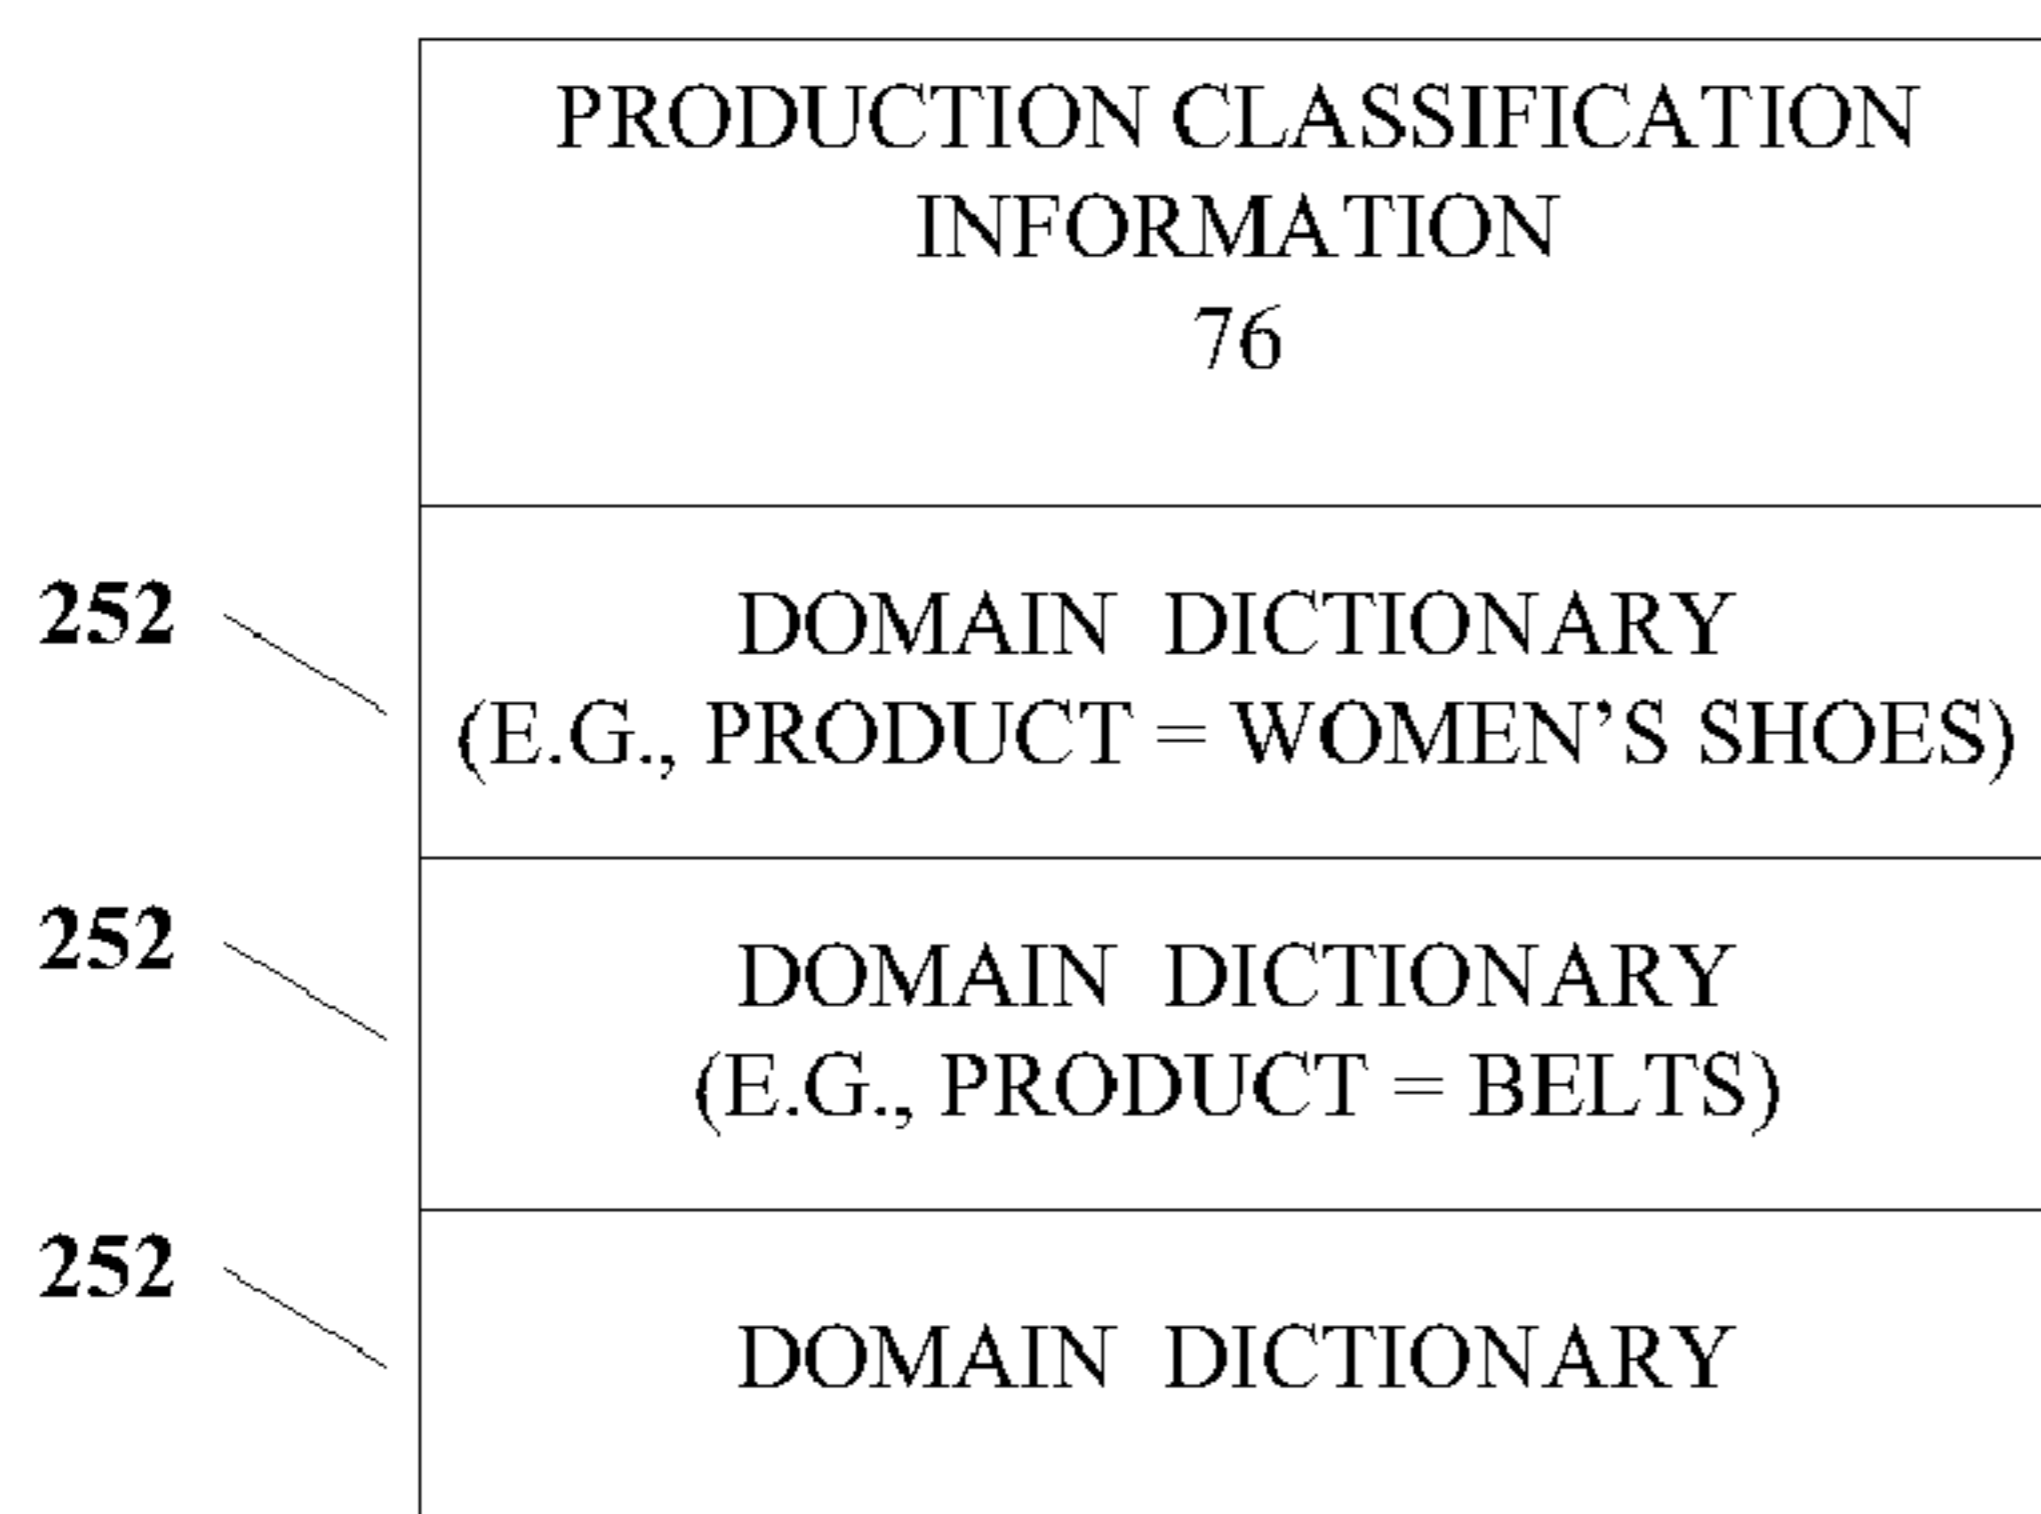 PRODUCTION CLASSIFICATION
INFORMATION
76
252
DOMAIN DICTIONARY
(E.G., PRODUCT = WOMEN’S SHOES)
252
DOMAIN DICTIONARY
(E.G., PRODUCT = BELTS)
252
DOMAIN DICTIONARY